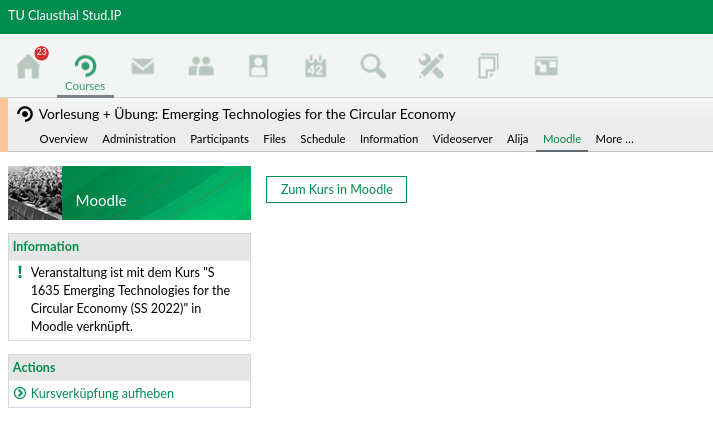 TU Clausthal Stud.IP
23
42
Courses
Vorlesung + Übung: Emerging Technologies for the Circular Economy
Overview Administration Participants Files Schedule Information Videoserver Alija Moodle More ...
Moodle
Zum Kurs in Moodle
Information
Veranstaltung ist mit dem Kurs "S
1635 Emerging Technologies for the
Circular Economy (SS 2022)" in
Moodle verknüpft.
Actions
Kursverküpfung aufheben